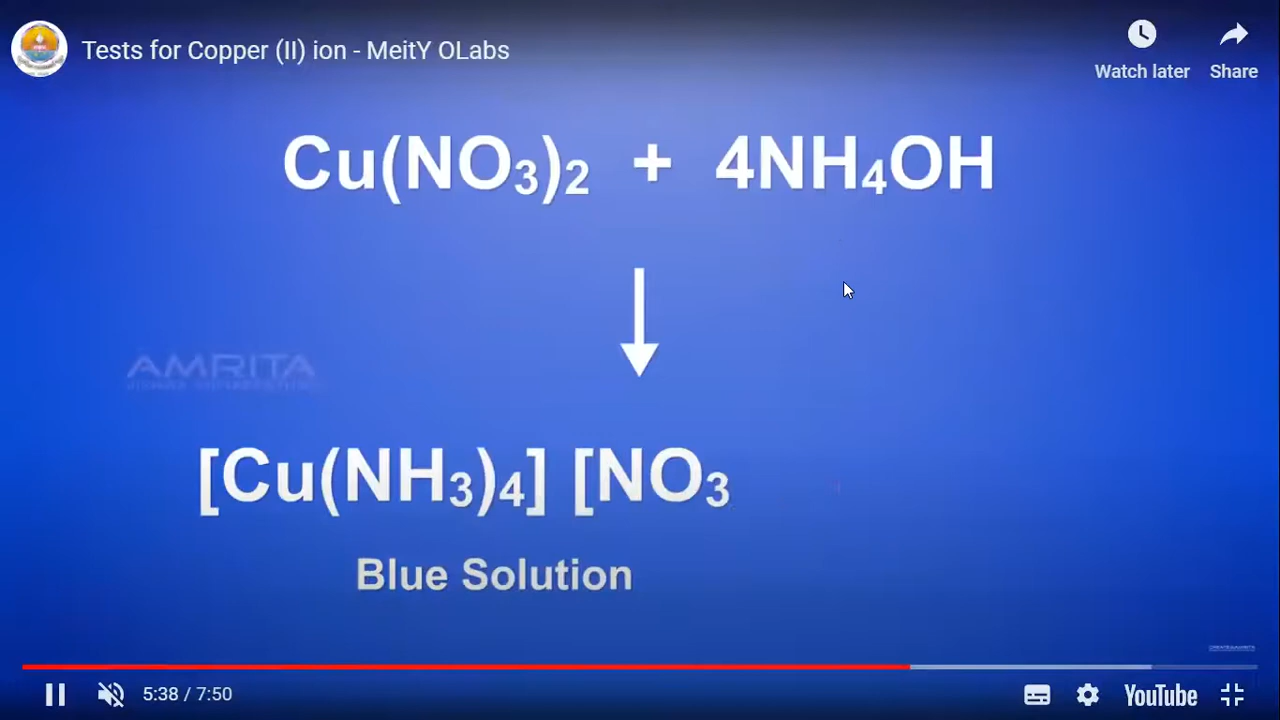 Tests for Copper (II) ion - MeitY OLabs
Watch later
Share
Cu(NO₃)₂ + 4NH₄OH
AMRITA
[Cu(NH₃)₄] [NO₃
Blue Solution
5:38 / 7:50
YouTube